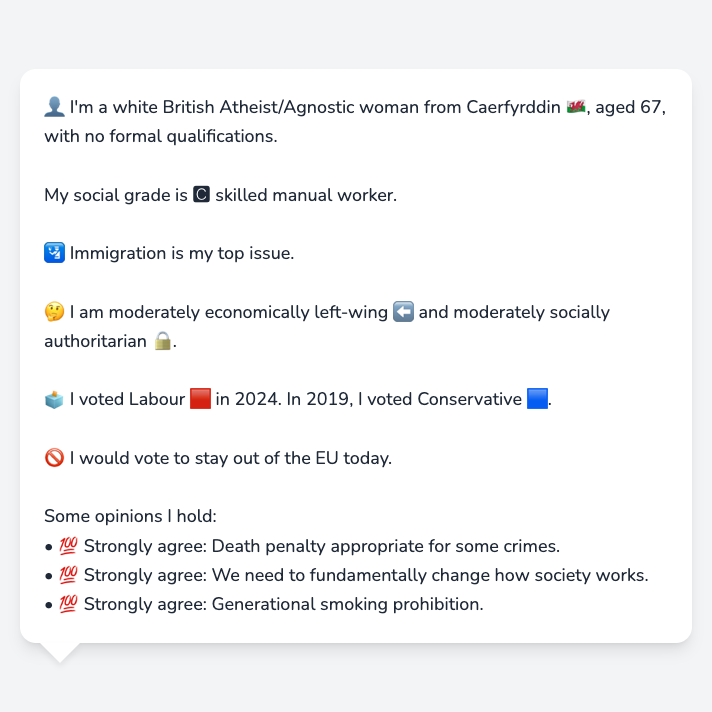 👤 I'm a white British Atheist/Agnostic woman from Caerfyrddin 🏴󠁧󠁢󠁷󠁬󠁳󠁿, aged 67,
with no formal qualifications.
My social grade is 🅲 skilled manual worker.
🛂 Immigration is my top issue.
🤔 I am moderately economically left-wing ⬅️ and moderately socially
authoritarian 🔒.
🗳️ I voted Labour 🟥 in 2024. In 2019, I voted Conservative 🟦.
🚫 I would vote to stay out of the EU today.
Some opinions I hold:
• 💯 Strongly agree: Death penalty appropriate for some crimes.
• 💯 Strongly agree: We need to fundamentally change how society works.
• 💯 Strongly agree: Generational smoking prohibition.